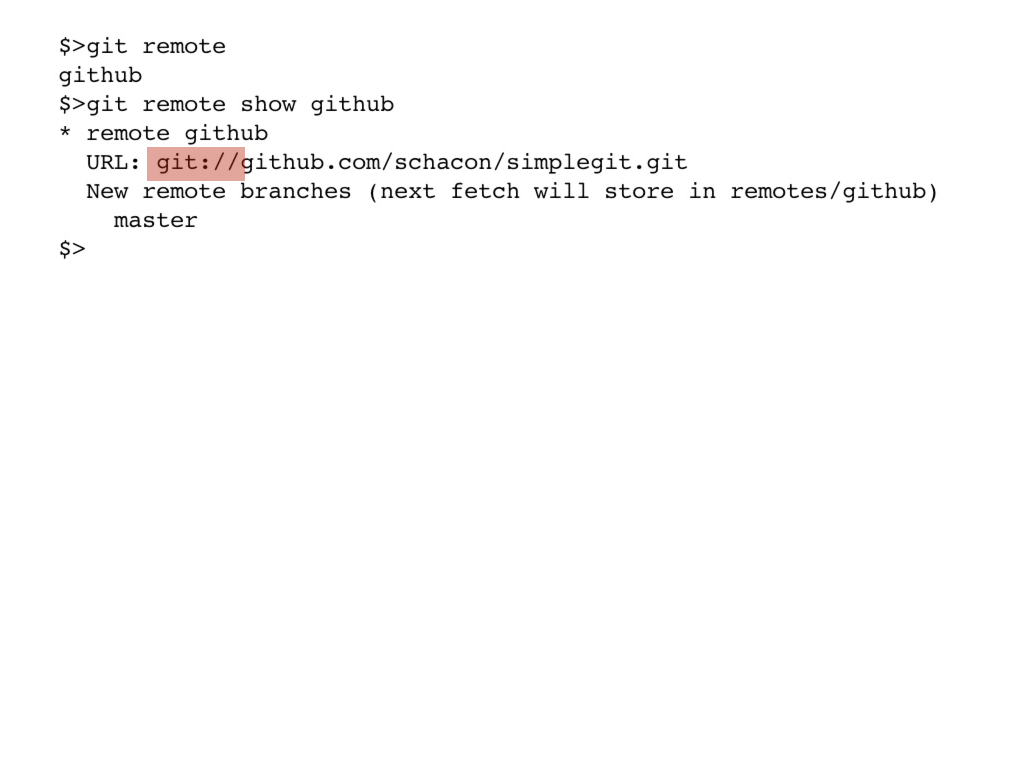 $>git remote
github
$>git remote show github
* remote github
  URL: git://github.com/schacon/simplegit.git
  New remote branches (next fetch will store in remotes/github)
    master
$>